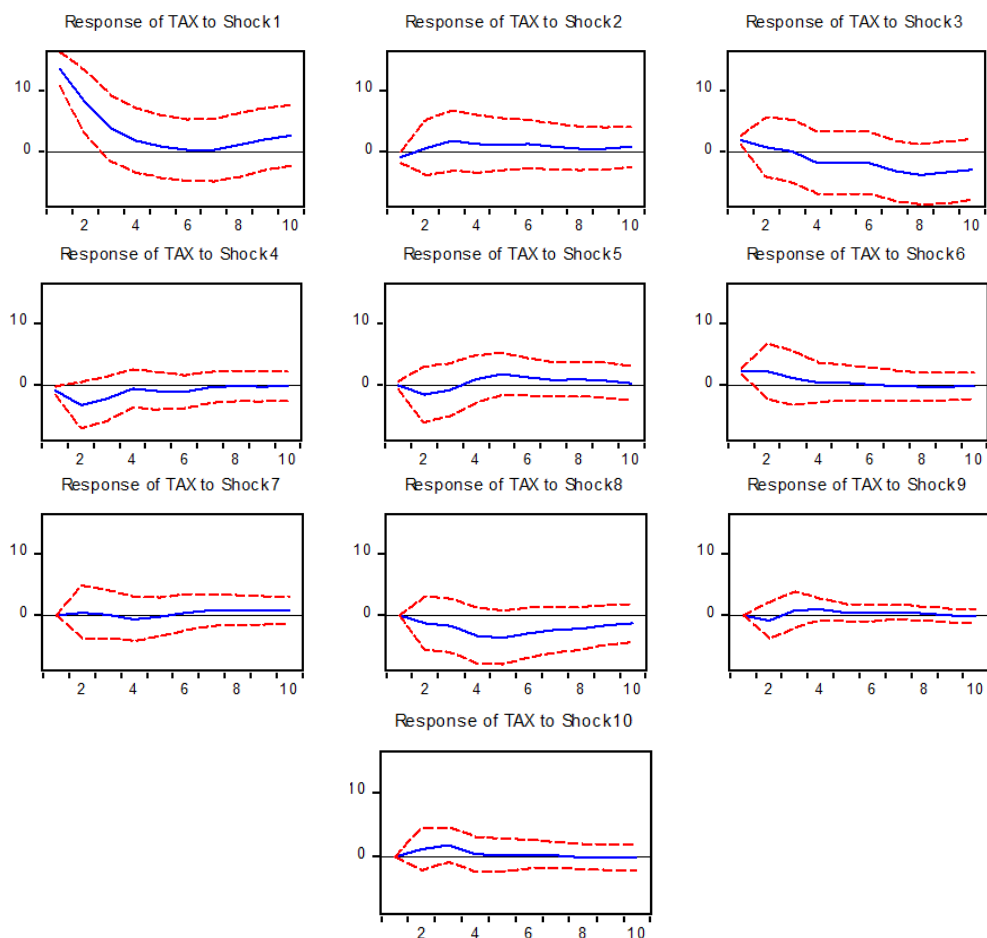 Response of TAX to Shock1
Response of TAX to Shock2
Response of TAX to Shock3
10
0
2 4 6 8 10
10
0
2 4 6 8 10
10
0
2 4 6 8 10
Response of TAX to Shock4
Response of TAX to Shock5
Response of TAX to Shock6
10
0
2 4 6 8 10
10
0
2 4 6 8 10
10
0
2 4 6 8 10
Response of TAX to Shock7
Response of TAX to Shock8
Response of TAX to Shock9
10
0
2 4 6 8 10
10
0
2 4 6 8 10
10
0
2 4 6 8 10
Response of TAX to Shock10
10
0
2 4 6 8 10